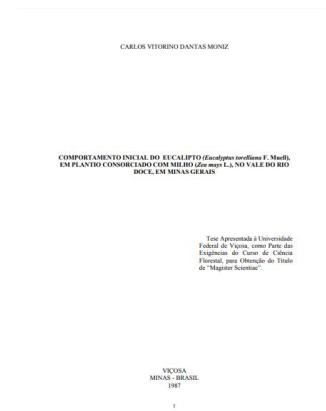 CARLOS VITORINO DANTAS MONIZ
COMPORTAMENTO INICIAL DO EUCALIPTO (Eucalyptus torelliana F. Muell),
EM PLANTIO CONSORCIADO COM MILHO (Zea mays L.), NO VALE DO RIO
DOCE, EM MINAS GERAIS
Tese Apresentada à Universidade
Federal de Viçosa, como Parte das
Exigências do Curso de Ciência
Florestal, para Obtenção do Título
de “Magister Scientiae”.
VIÇOSA
MINAS - BRASIL
1987